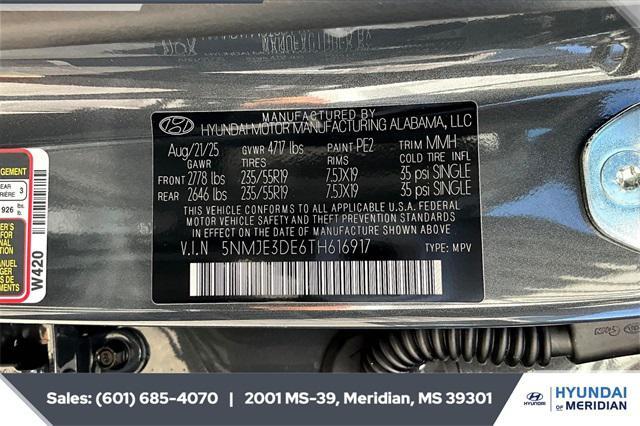 MANUFACTURED BY
HYUNDAI MOTOR MANUFACTURING ALABAMA, LLC
Aug/21/25 GVWR 4717 lbs PAINT PE2 TRIM MMH
GAWR TIRES RIMS COLD TIRE INFL
FRONT 2778 lbs 235/55R19 7.5JX19 35 psi SINGLE
REAR 2646 lbs 235/55R19 7.5JX19 35 psi SINGLE
THIS VEHICLE CONFORMS TO ALL APPLICABLE U.S.A. FEDERAL
MOTOR VEHICLE SAFETY AND THEFT PREVENTION STANDARDS IN
EFFECT ON THE DATE OF MANUFACTURE SHOWN ABOVE.
V.I.N 5NMJE3DE6TH616917 TYPE: MPV
W420
Sales: (601) 685-4070 | 2001 MS-39, Meridian, MS 39301
HYUNDAI
HYUNDAI
OF MERIDIAN